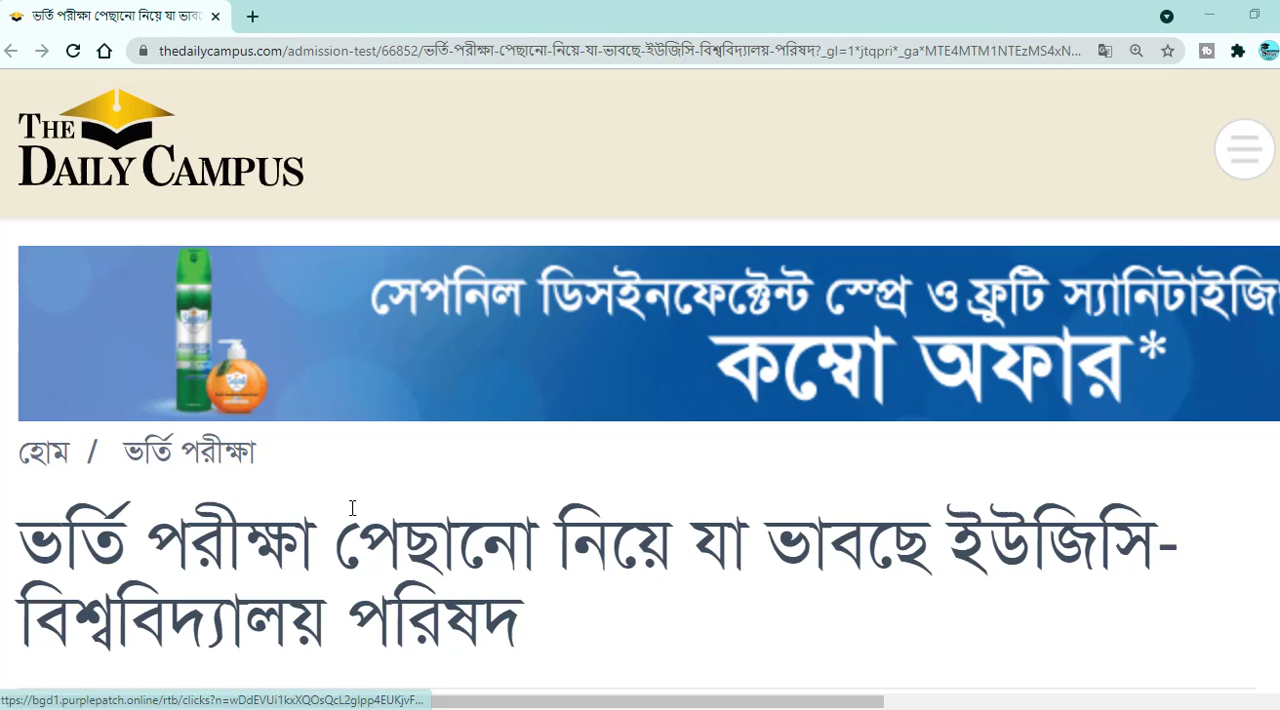 ভর্তি পরীক্ষা পেছানো নিয়ে যা ভাবে
thedailycampus.com/admission-test/66852/ভর্তি-পরীক্ষা-পেছানো-নিয়ে-যা-ভাবছে-ইউজিসি-বিশ্ববিদ্যালয়-পরিষদ?_gl=1*jtqpri*_ga*MTE4MTM1NTEzMS4xN...
THE
DAILY CAMPUS
সেপনিল ডিসইনফেক্টেন্ট স্প্রে ও ফ্রুটি স্যানিটাইজি
কম্বো অফার*
হোম / ভর্তি পরীক্ষা
ভর্তি পরীক্ষা পেছানো নিয়ে যা ভাবছে ইউজিসি-
বিশ্ববিদ্যালয় পরিষদ
https://bgd1.purplepatch.online/rtb/clicks?n=wDdEVUi1kxXQOsQcL2glpp4EUKjvF...